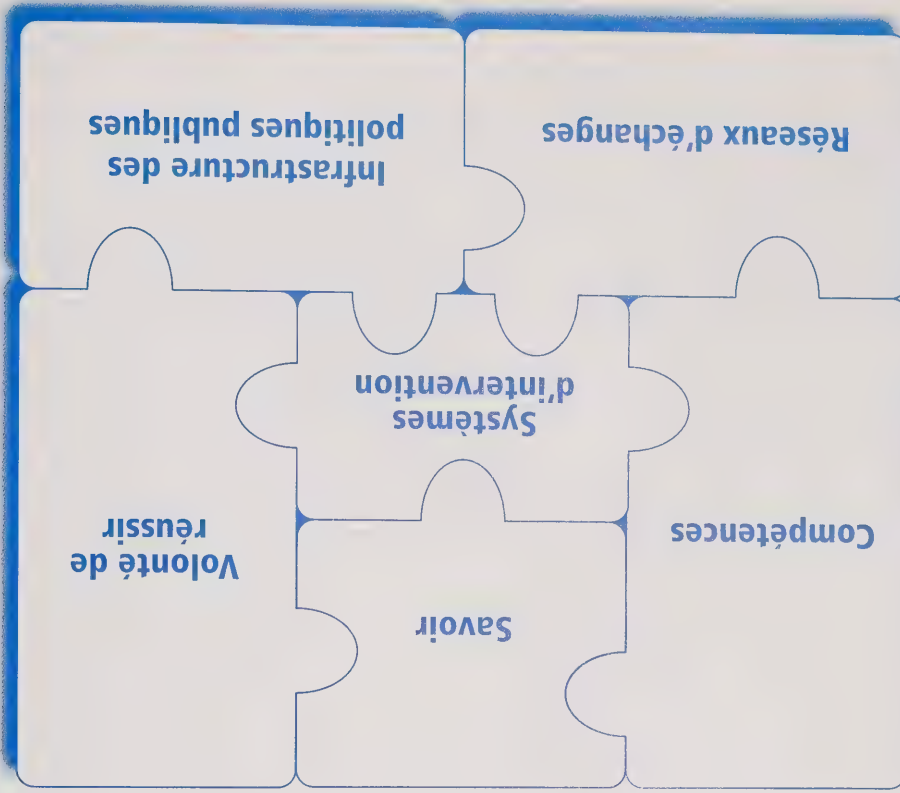 Compétences
Savoir
Volonté de
réussir
Systèmes
d'intervention
Réseaux d'échanges
Infrastructure des
politiques publiques